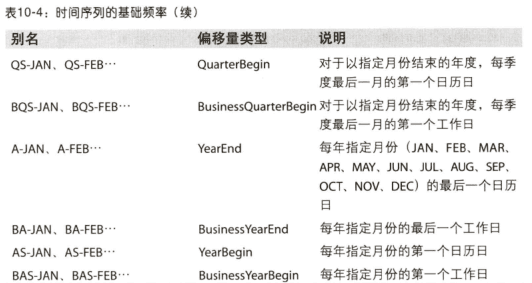 表10-4：时间序列的基础频率（续）
别名 偏移量类型 说明
QS-JAN、QS-FEB… QuarterBegin 对于以指定月份结束的年度，每季
度最后一月的第一个日历日
BQS-JAN、BQS-FEB… BusinessQuarterBegin 对于以指定月份结束的年度，每季
度最后一月的第一个工作日
A-JAN、A-FEB… YearEnd 每年指定月份（JAN、FEB、MAR、
APR、MAY、JUN、JUL、AUG、SEP、
OCT、NOV、DEC）的最后一个日历
日
BA-JAN、BA-FEB… BusinessYearEnd 每年指定月份的最后一个工作日
AS-JAN、AS-FEB… YearBegin 每年指定月份的第一个日历日
BAS-JAN、BAS-FEB… BusinessYearBegin 每年指定月份的第一个工作日